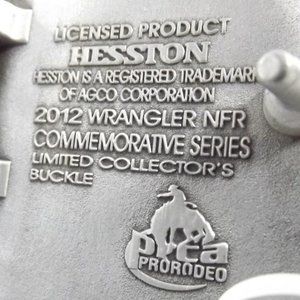 LICENSED PRODUCT
HESSTON
HESSTON IS A REGISTERED TRADEMARK
OF AGCO CORPORATION
2012 WRANGLER NFR
COMMEMORATIVE SERIES
LIMITED COLLECTOR'S
BUCKLE
prca
PRORODEO